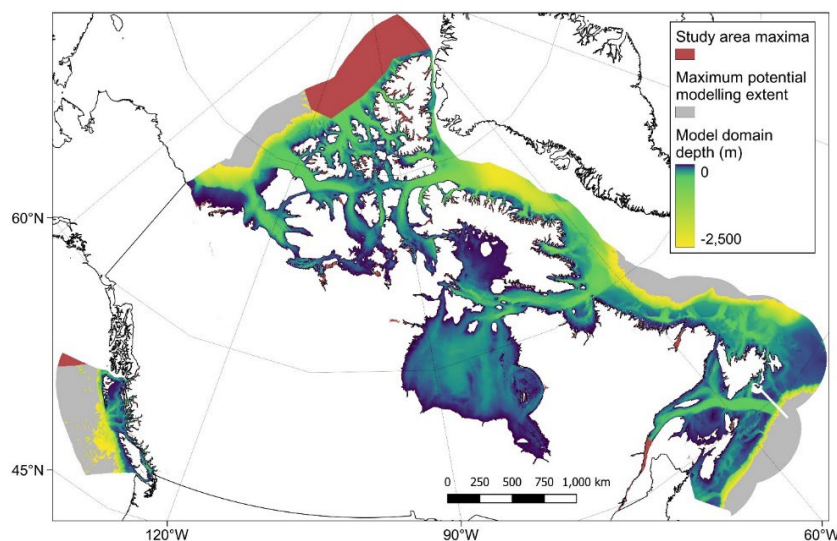 Study area maxima
Maximum potential
modelling extent
Model domain
depth (m)
0
-2,500
60°N
45°N
0 250 500 750 1,000 km
120°W
90°W
60°W